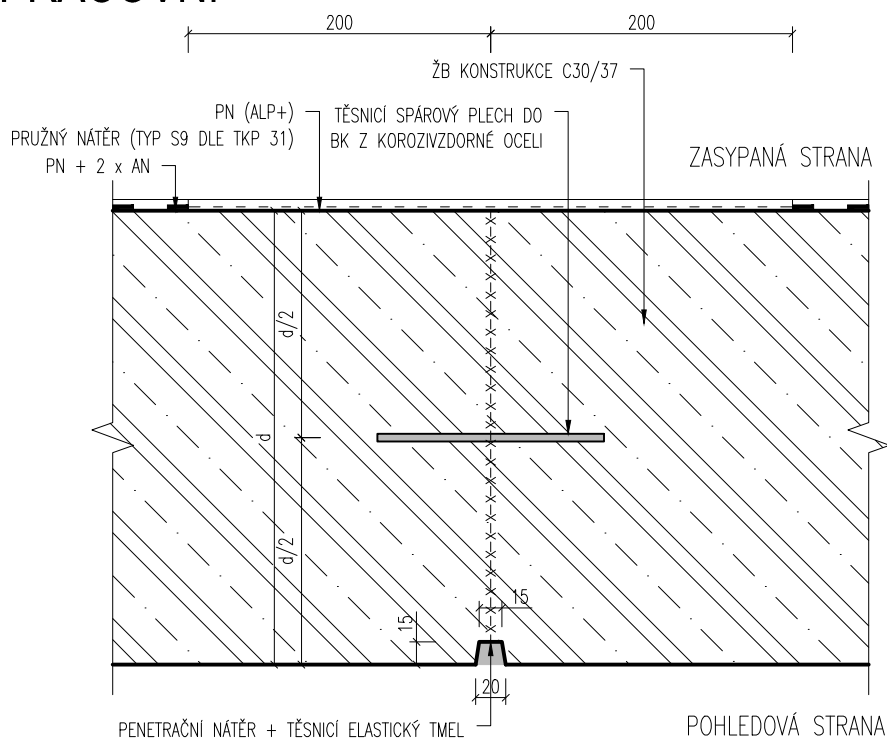 PRACOVNÍ
200
200
ŽB KONSTRUKCE C30/37
PN (ALP+)
TĚSNICÍ SPÁROVÝ PLECH DO
BK Z KOROZIVZDORNÉ OCELI
PRUŽNÝ NÁTĚR (TYP S9 DLE TKP 31)
PN + 2 x AN
ZASYPANÁ STRANA
d/2
d
d/2
15
15
20
PENETRAČNÍ NÁTĚR + TĚSNICÍ ELASTICKÝ TMEL
POHLEDOVÁ STRANA